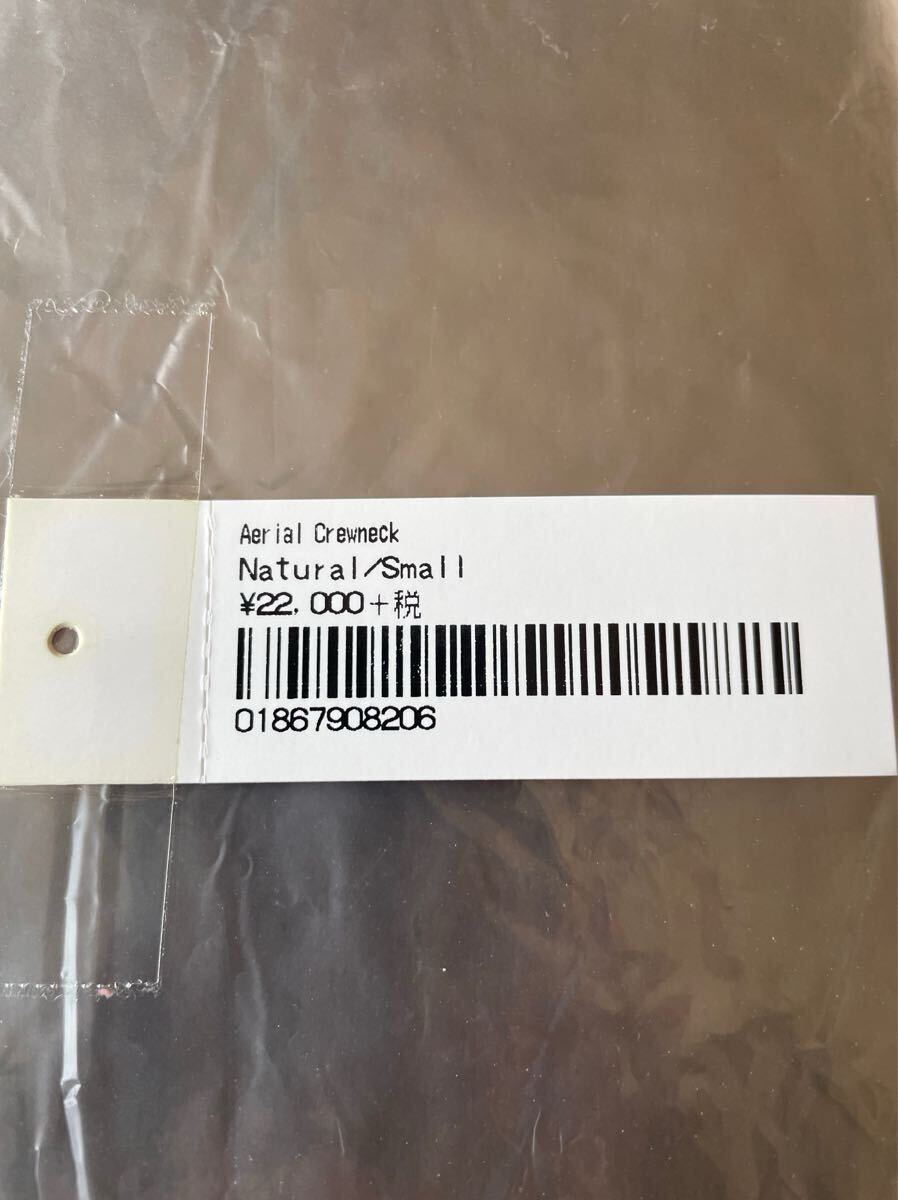 Aerial Crewneck
Natural/Small
¥22,000+税
01867908206